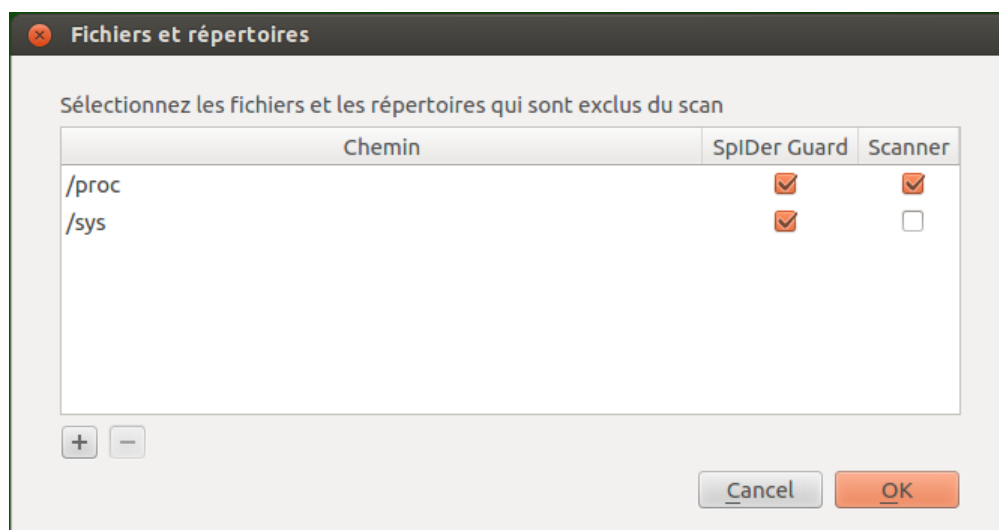 Fichiers et répertoires
Sélectionnez les fichiers et les répertoires qui sont exclus du scan
Chemin SpIDer Guard Scanner
/proc
/sys
Cancel OK